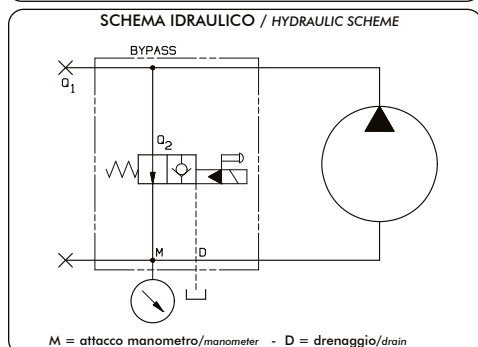 SCHEMA IDRAULICO / HYDRAULIC SCHEME
BYPASS
Q1
Q2
M D
M = attacco manometro/manometer - D = drenaggio/drain